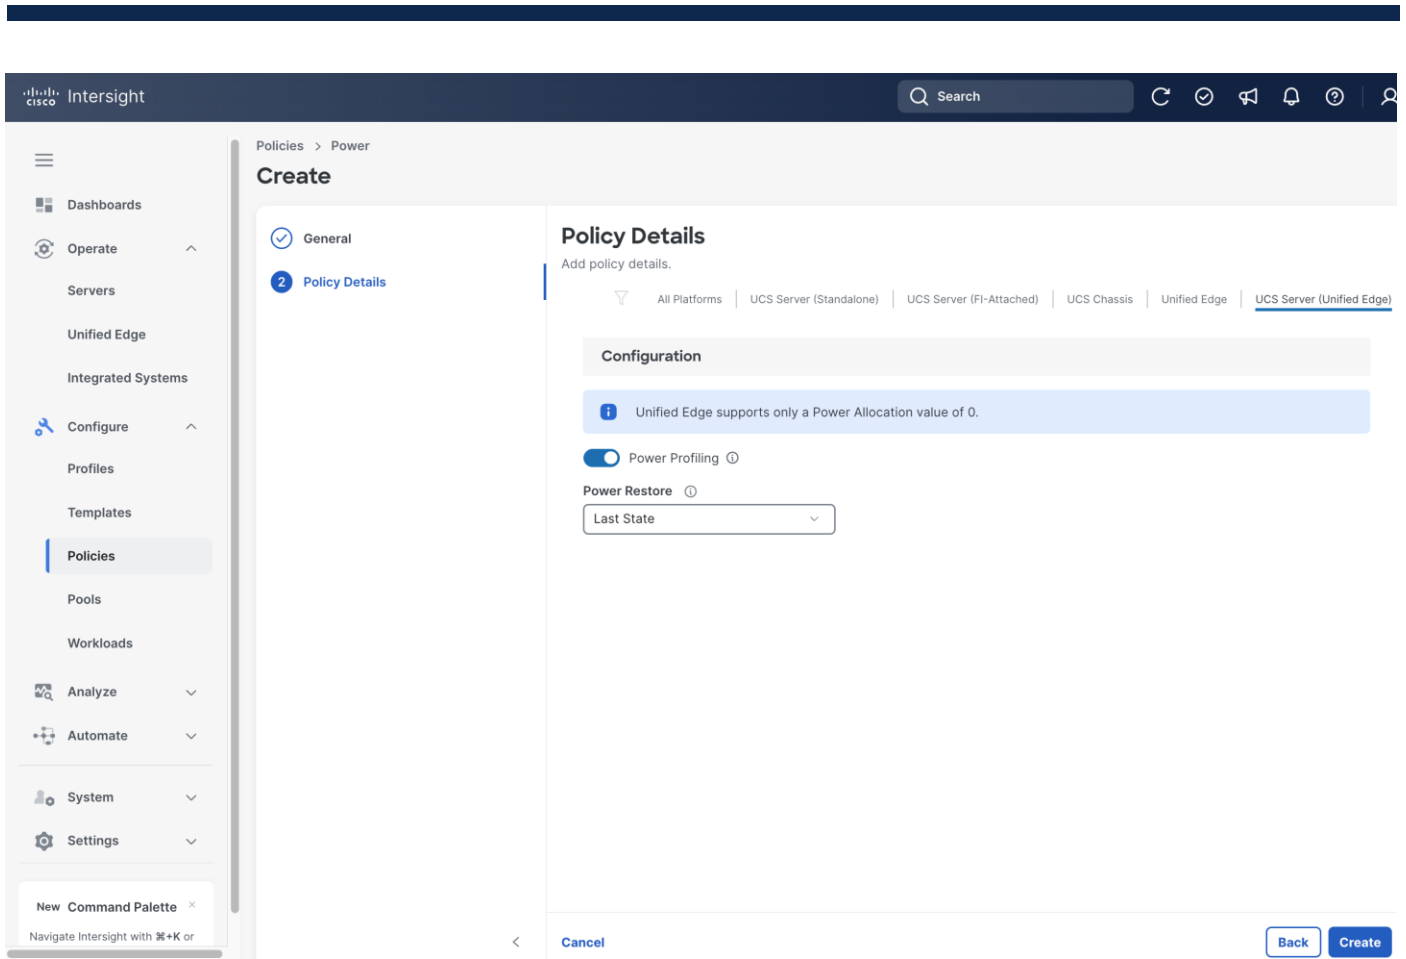 CISCO Intersight
Search
Dashboards
Operate
Servers
Unified Edge
Integrated Systems
Configure
Profiles
Templates
Policies
Pools
Workloads
Analyze
Automate
System
Settings
New Command Palette ×
Navigate Intersight with ⌘+K or
Policies > Power
Create
General
2 Policy Details
Policy Details
Add policy details.
All Platforms UCS Server (Standalone) UCS Server (FI-Attached) UCS Chassis Unified Edge UCS Server (Unified Edge)
Configuration
Unified Edge supports only a Power Allocation value of 0.
Power Profiling
Power Restore
Last State
Cancel Back Create